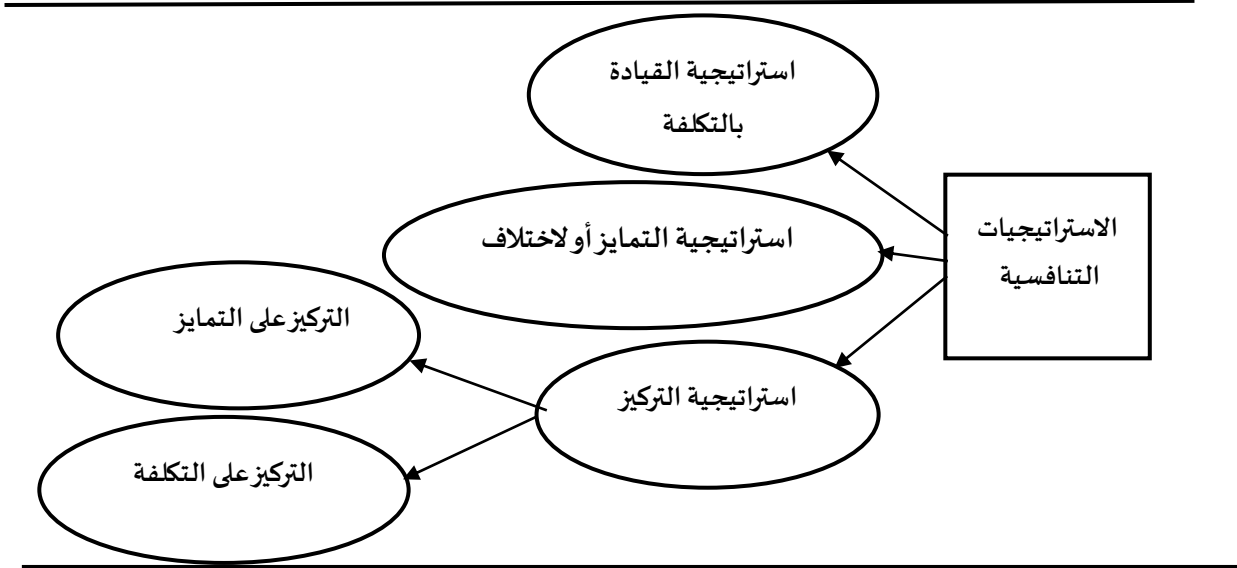 استراتيجية القيادة
بالتكلفة
الاستراتيجيات
التنافسية
استراتيجية التمايز أو لاختلاف
التركيز على التمايز
استراتيجية التركيز
التركيز على التكلفة